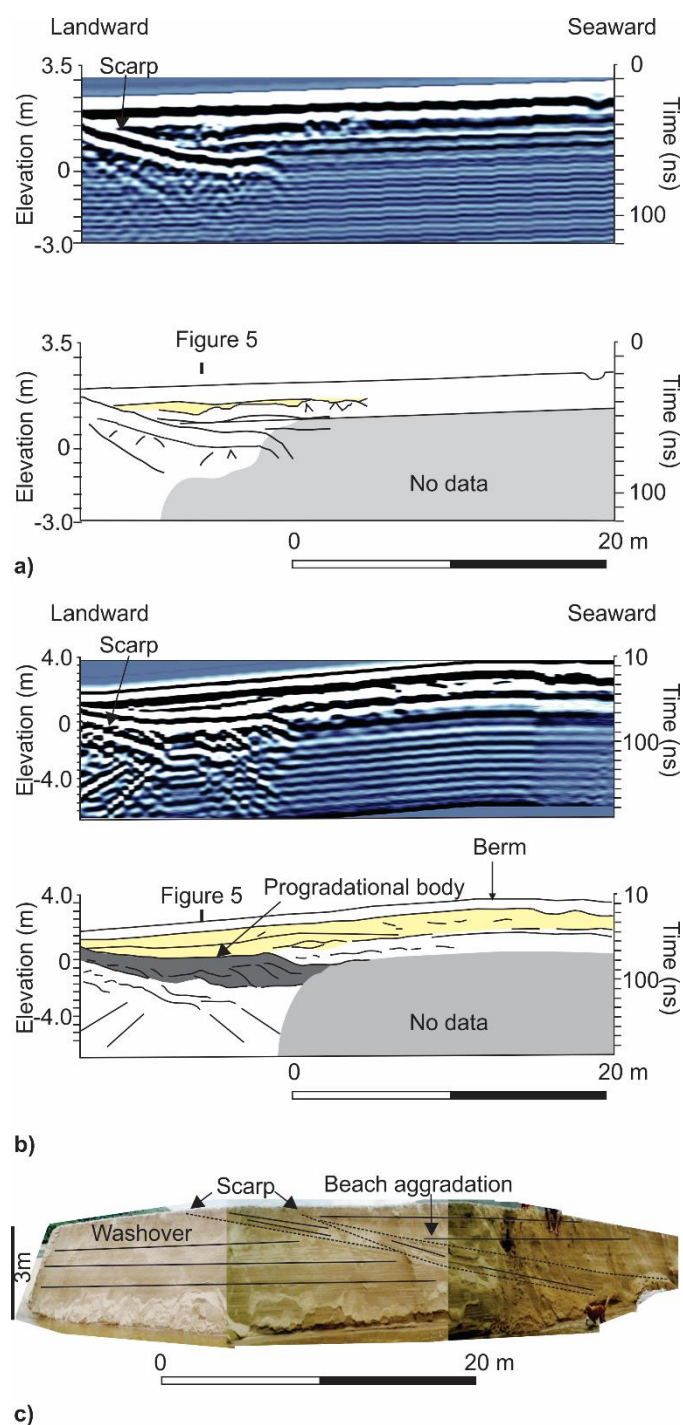 Landward Seaward
Scarp
3.5 0
0
100
-3.0
Elevation (m) Time (ns)
Figure 5
3.5 0
0
100
-3.0
Elevation (m) Time (ns)
No data
0 20 m
a)
Landward Seaward
Scarp
4.0 10
0
100
-4.0
Elevation (m) Time (ns)
Berm
Figure 5 Progradational body
4.0 10
0
100
-4.0
Elevation (m) Time (ns)
No data
0 20 m
b)
Scarp Beach aggradation
Washover
3m
0 20 m
c)